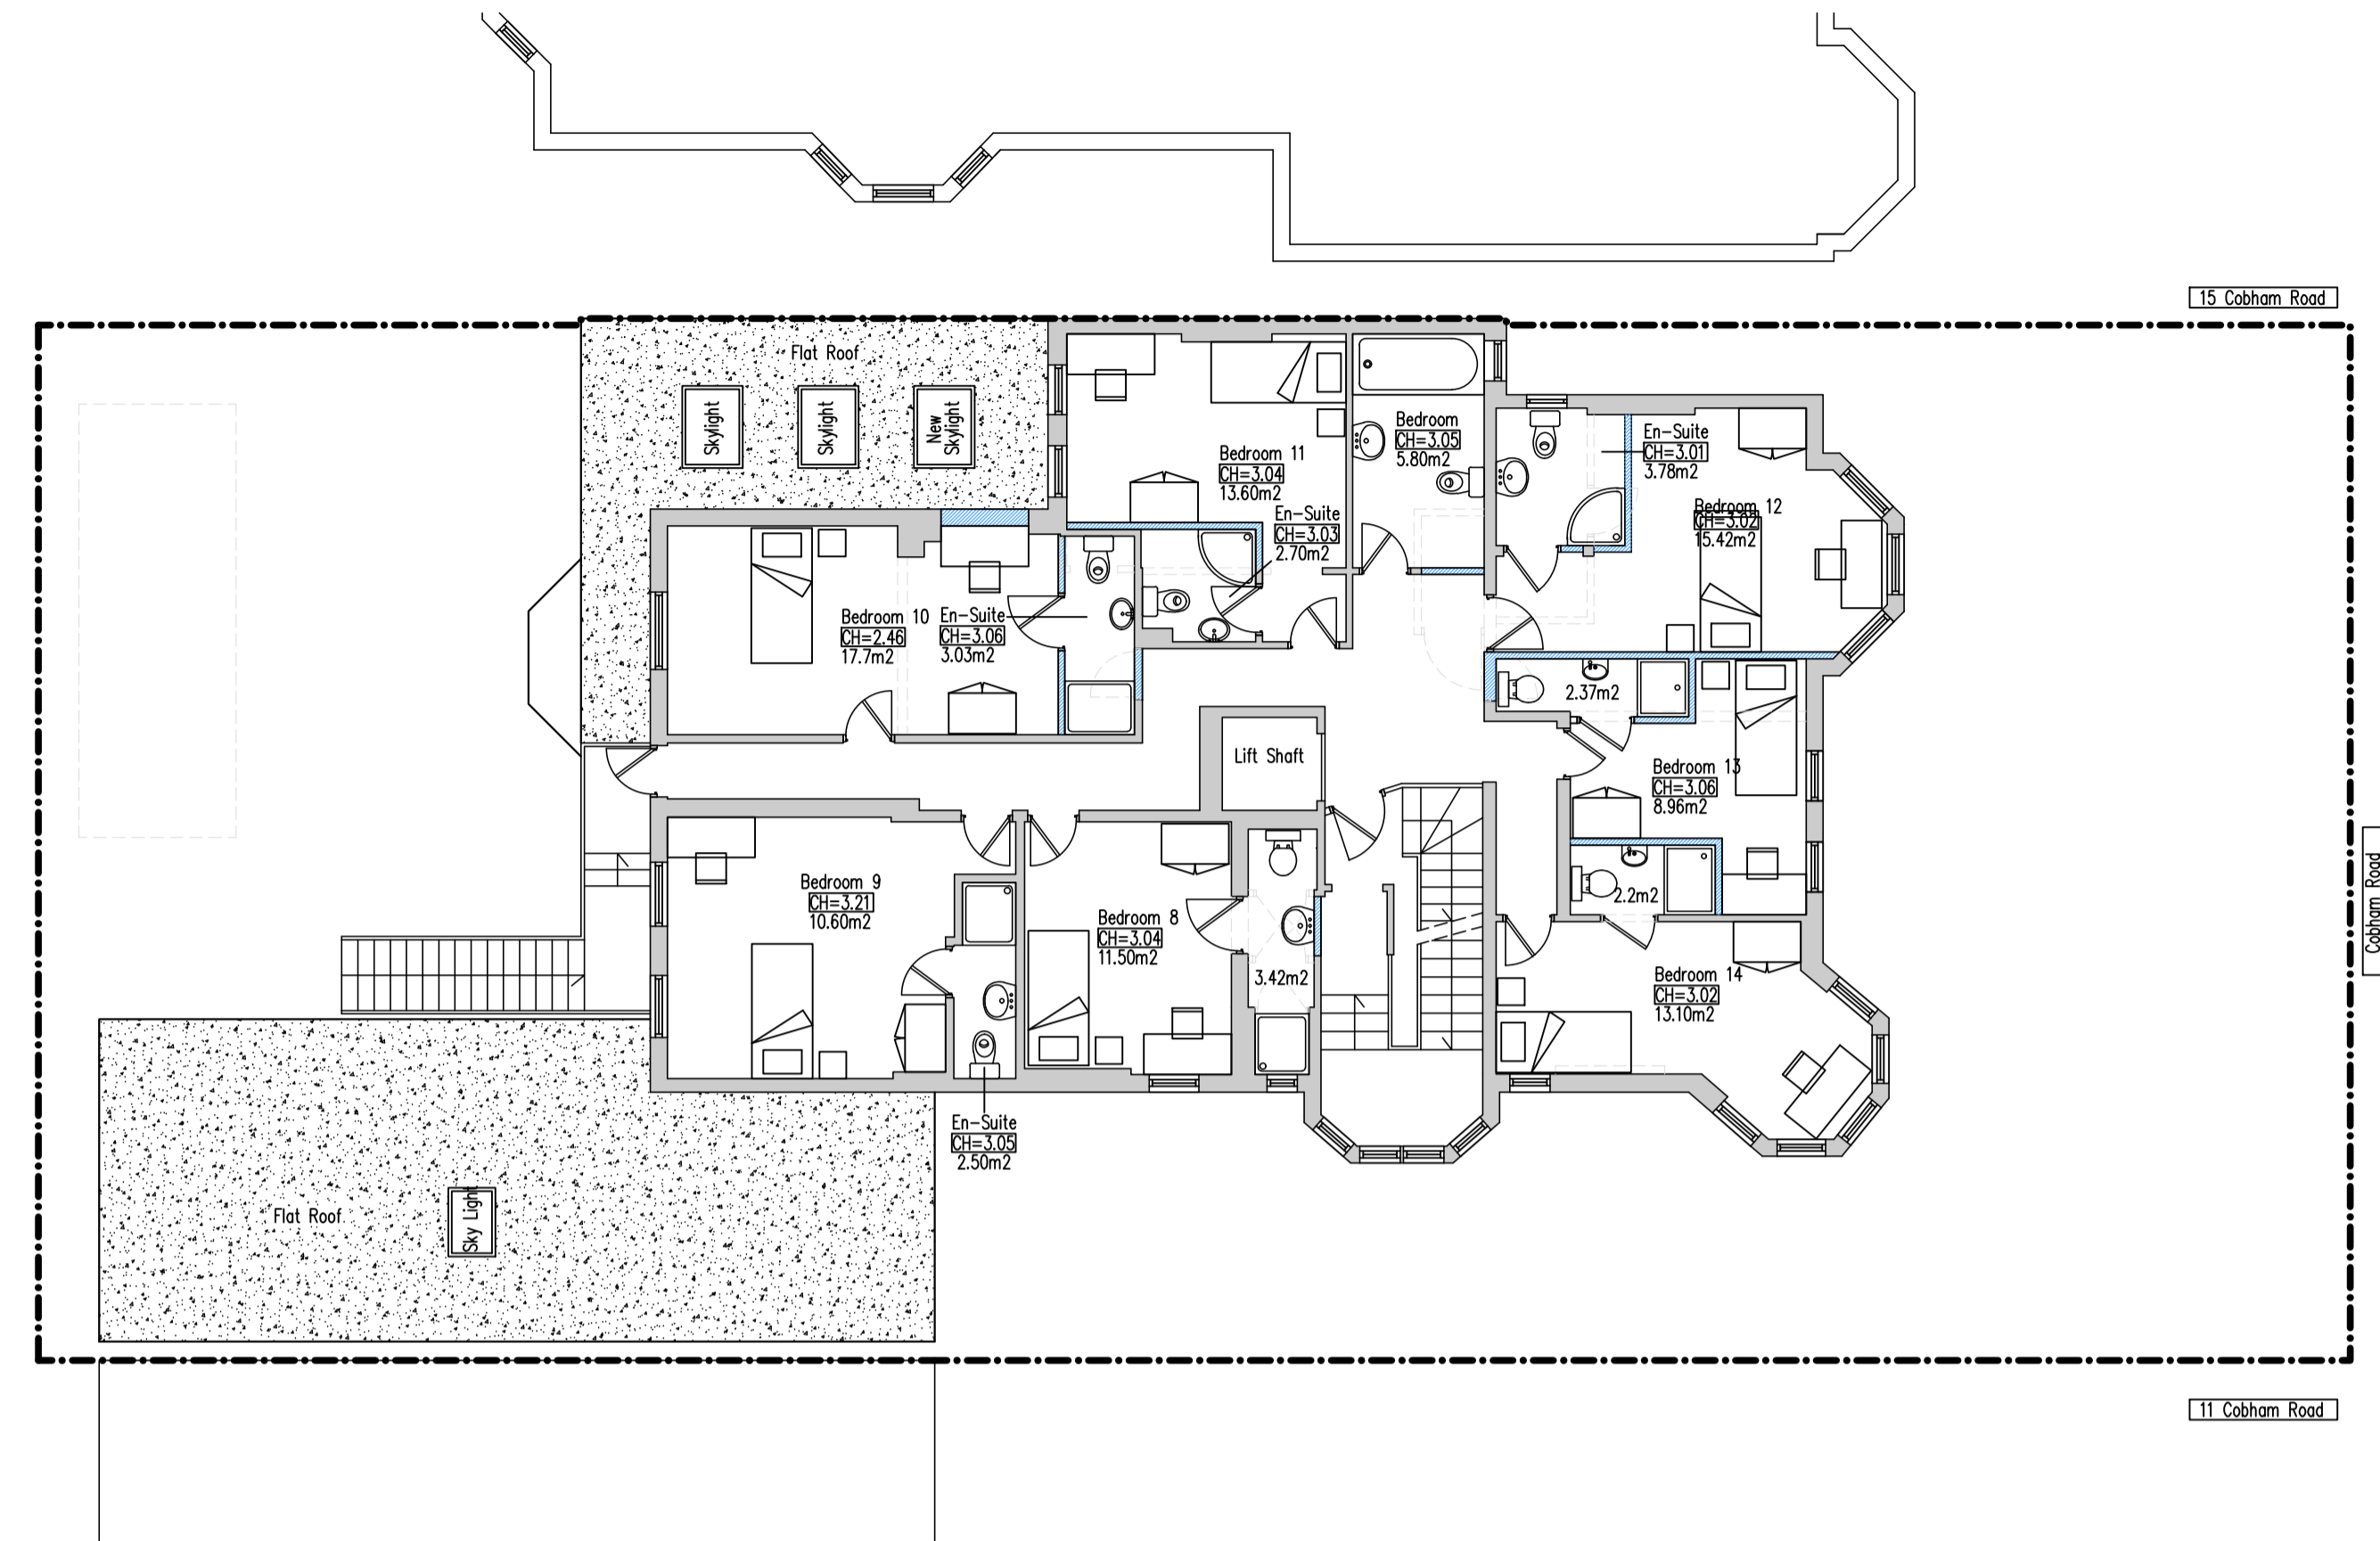 15 Cobham Road
Flat Roof
Skylight
Skylight
New
Skylight
Bedroom 11
CH=3.04
13.60m2
En-Suite
CH=3.03
2.70m2
Bedroom
CH=3.05
5.80m2
En-Suite
CH=3.01
3.78m2
Bedroom 12
CH=3.02
15.42m2
Bedroom 10
CH=2.46
17.7m2
En-Suite
CH=3.06
3.03m2
2.37m2
Lift Shaft
Bedroom 13
CH=3.06
8.96m2
2.2m2
Bedroom 9
CH=3.21
10.60m2
Bedroom 8
CH=3.04
11.50m2
3.42m2
Bedroom 14
CH=3.02
13.10m2
Cobham Road
En-Suite
CH=3.05
2.50m2
Flat Roof
Sky Light
11 Cobham Road